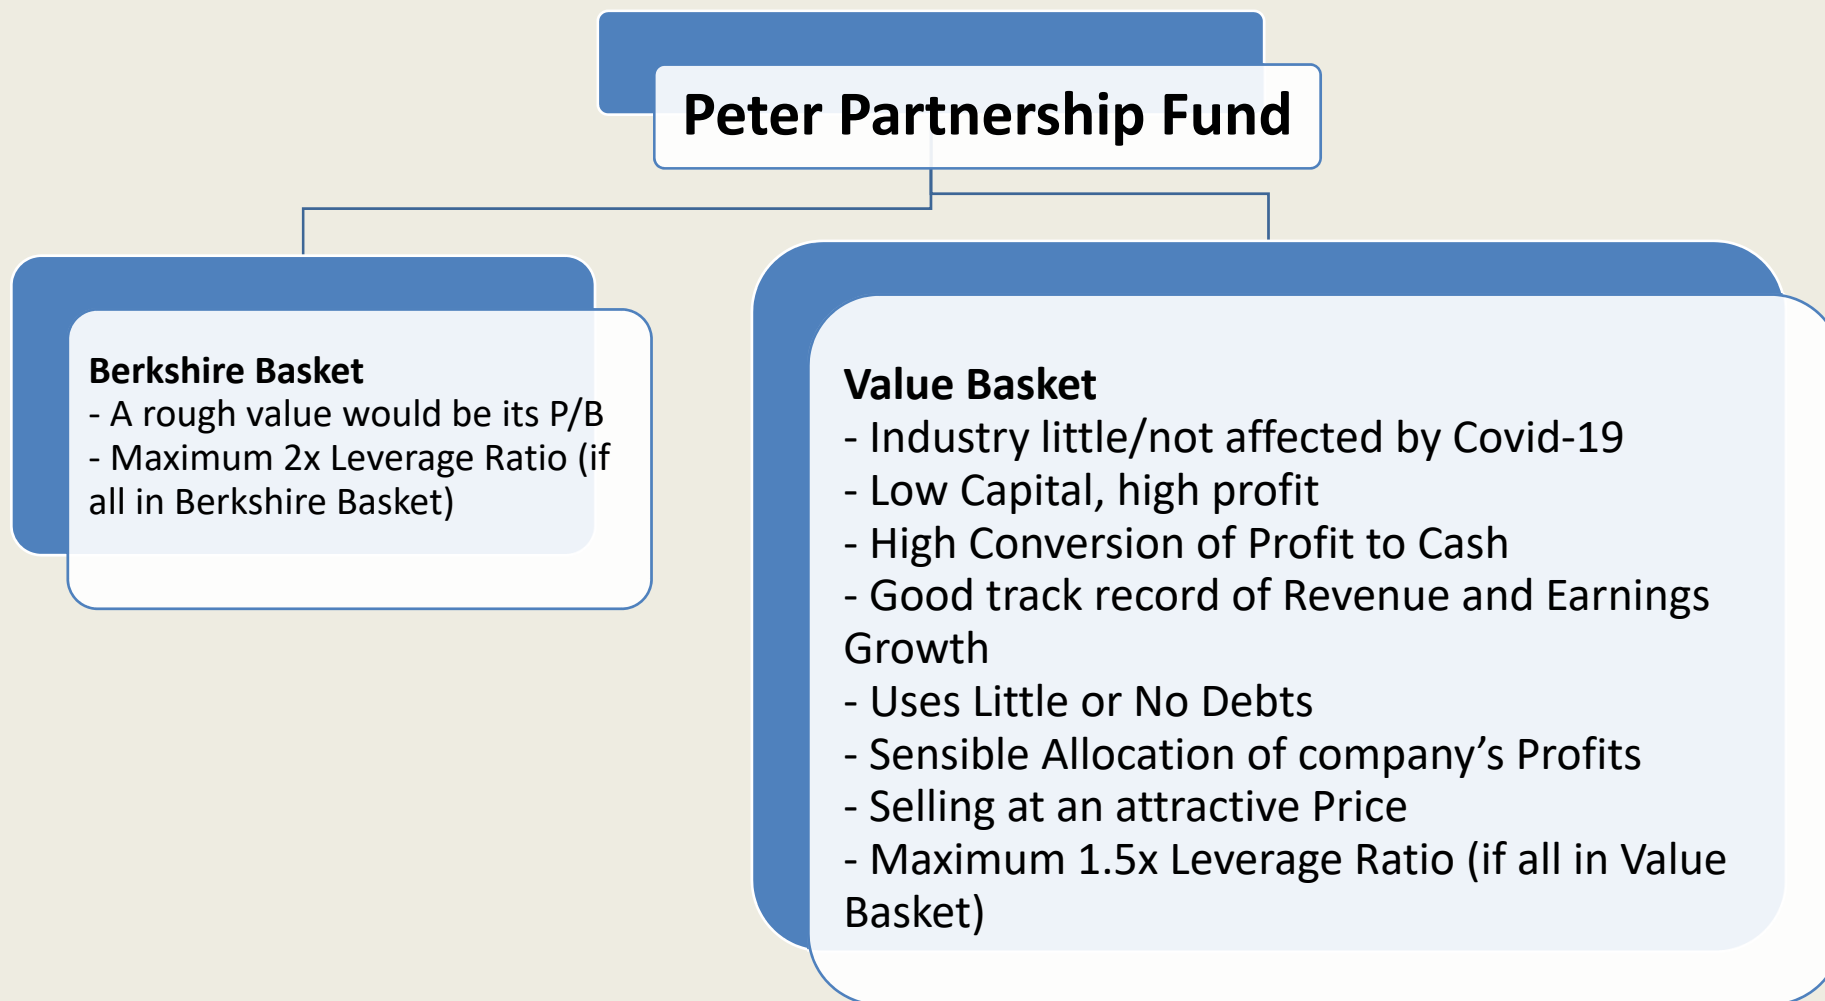 Peter Partnership Fund
Berkshire Basket
- A rough value would be its P/B
- Maximum 2x Leverage Ratio (if
all in Berkshire Basket)
Value Basket
- Industry little/not affected by Covid-19
- Low Capital, high profit
- High Conversion of Profit to Cash
- Good track record of Revenue and Earnings
Growth
- Uses Little or No Debts
- Sensible Allocation of company’s Profits
- Selling at an attractive Price
- Maximum 1.5x Leverage Ratio (if all in Value
Basket)